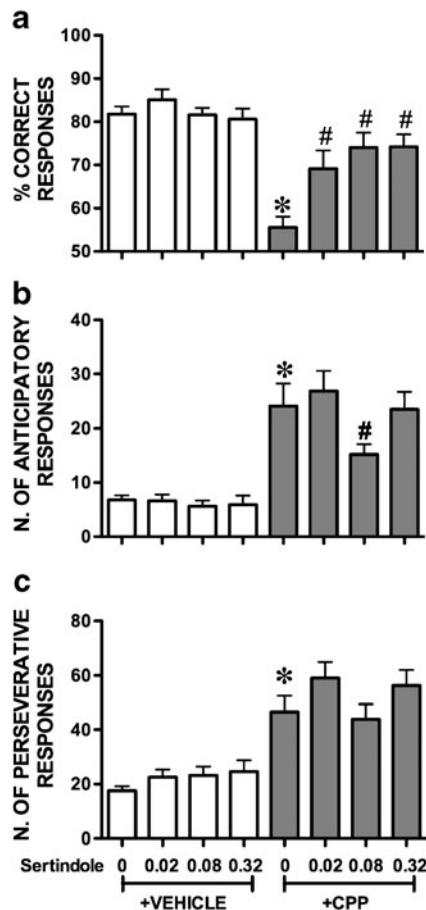 a
% CORRECT
RESPONSES
100
90
80
70
60
50
*
#
#
#
b
N. OF ANTICIPATORY
RESPONSES
40
30
20
10
0
*
#
c
N. OF PERSEVERATIVE
RESPONSES
80
60
40
20
0
*
Sertindole 0 0.02 0.08 0.32 0 0.02 0.08 0.32
+VEHICLE +CPP